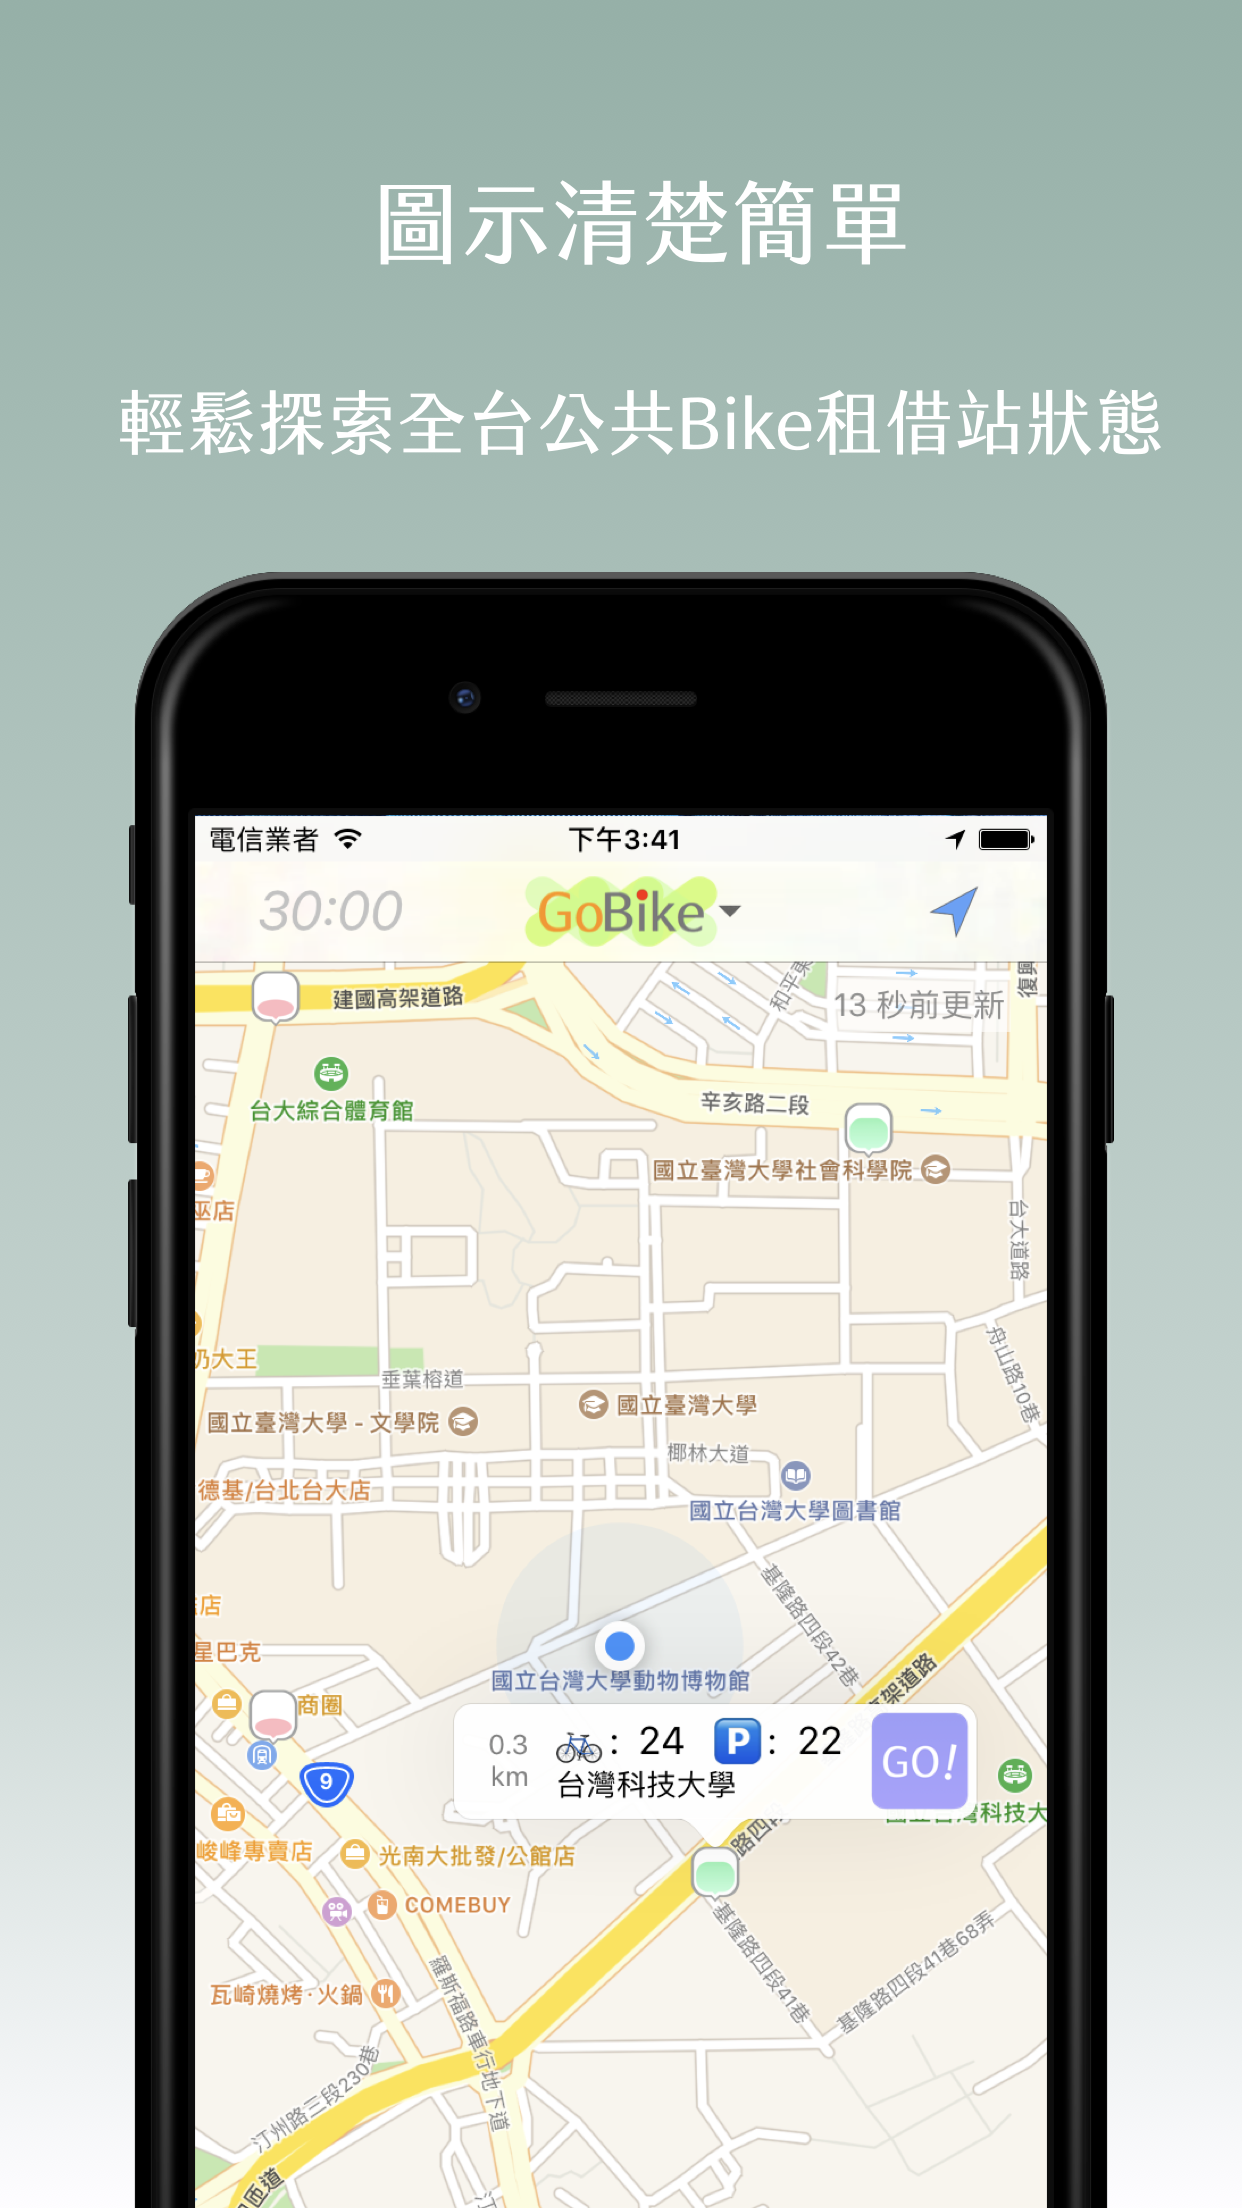 圖示清楚簡單
輕鬆探索全台公共Bike租借站狀態
電信業者
下午3:41
30:00
GoBike
建國高架道路
和平東
復興
13 秒前更新
台大綜合體育館
辛亥路二段
國立臺灣大學社會科學院
巫店
台大道路
奶大王
垂葉榕道
舟山路10巷
國立臺灣大學 - 文學院
國立臺灣大學
椰林大道
德基/台北台大店
國立台灣大學圖書館
基隆路四段42巷
店
星巴克
國立台灣大學動物博物館
架道路
商圈
0.3 km
: 24
P : 22
台灣科技大學
GO!
9
國立台灣科技大
路四段
峻峰專賣店
光南大批發/公館店
COMEBUY
基隆路四段41巷
基隆路四段41巷68弄
瓦崎燒烤·火鍋
羅斯福路車行地下道
汀州路三段230巷
匝道